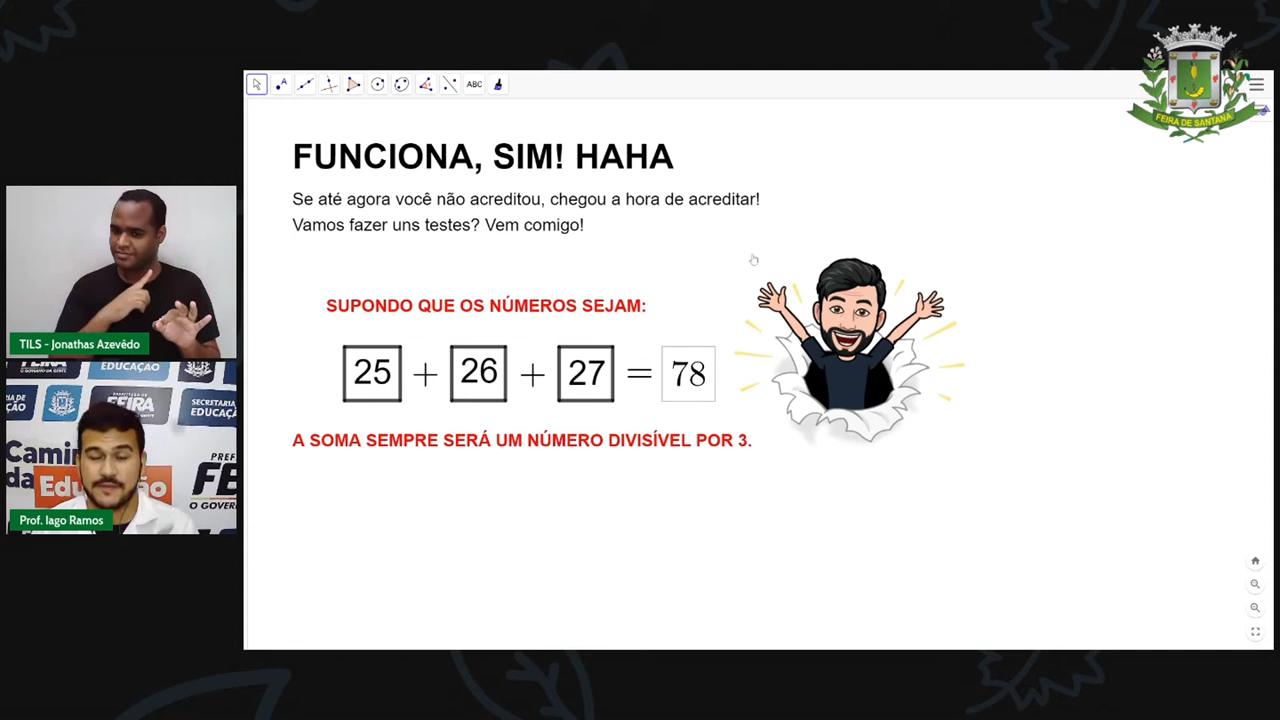 FEIRA DE SANTANA
ABC
FUNCIONA, SIM! HAHA
Se até agora você não acreditou, chegou a hora de acreditar!
Vamos fazer uns testes? Vem comigo!
SUPONDO QUE OS NÚMEROS SEJAM:
25 + 26 + 27 = 78
A SOMA SEMPRE SERÁ UM NÚMERO DIVISÍVEL POR 3.
TILS - Jonathas Azevêdo
EDUCAÇÃO
FEIRA
SECRETARIA
EDUCAÇÃO
Prof. Iago Ramos